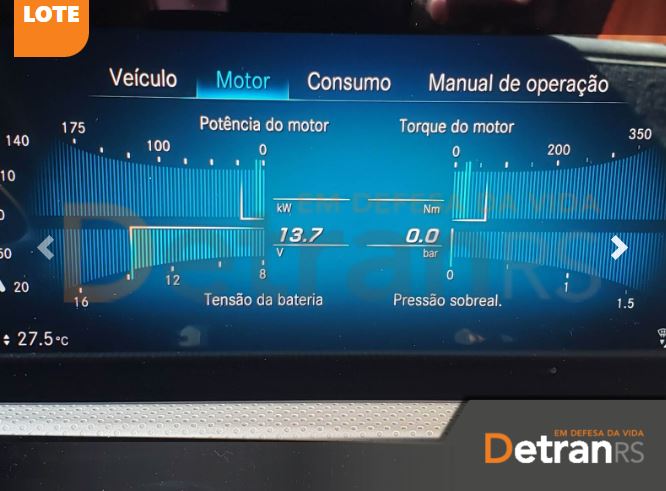 LOTE
Veículo Motor Consumo Manual de operação
Potência do motor Torque do motor
175 100 0 0 200 350
140
kW Nm
13.7 0.0
V bar
16 12 8 0 1 1.5
20
Tensão da bateria Pressão sobreal.
27.5°C
EM DEFESA DA VIDA
DetranRS
EM DEFESA DA VIDA
DetranRS